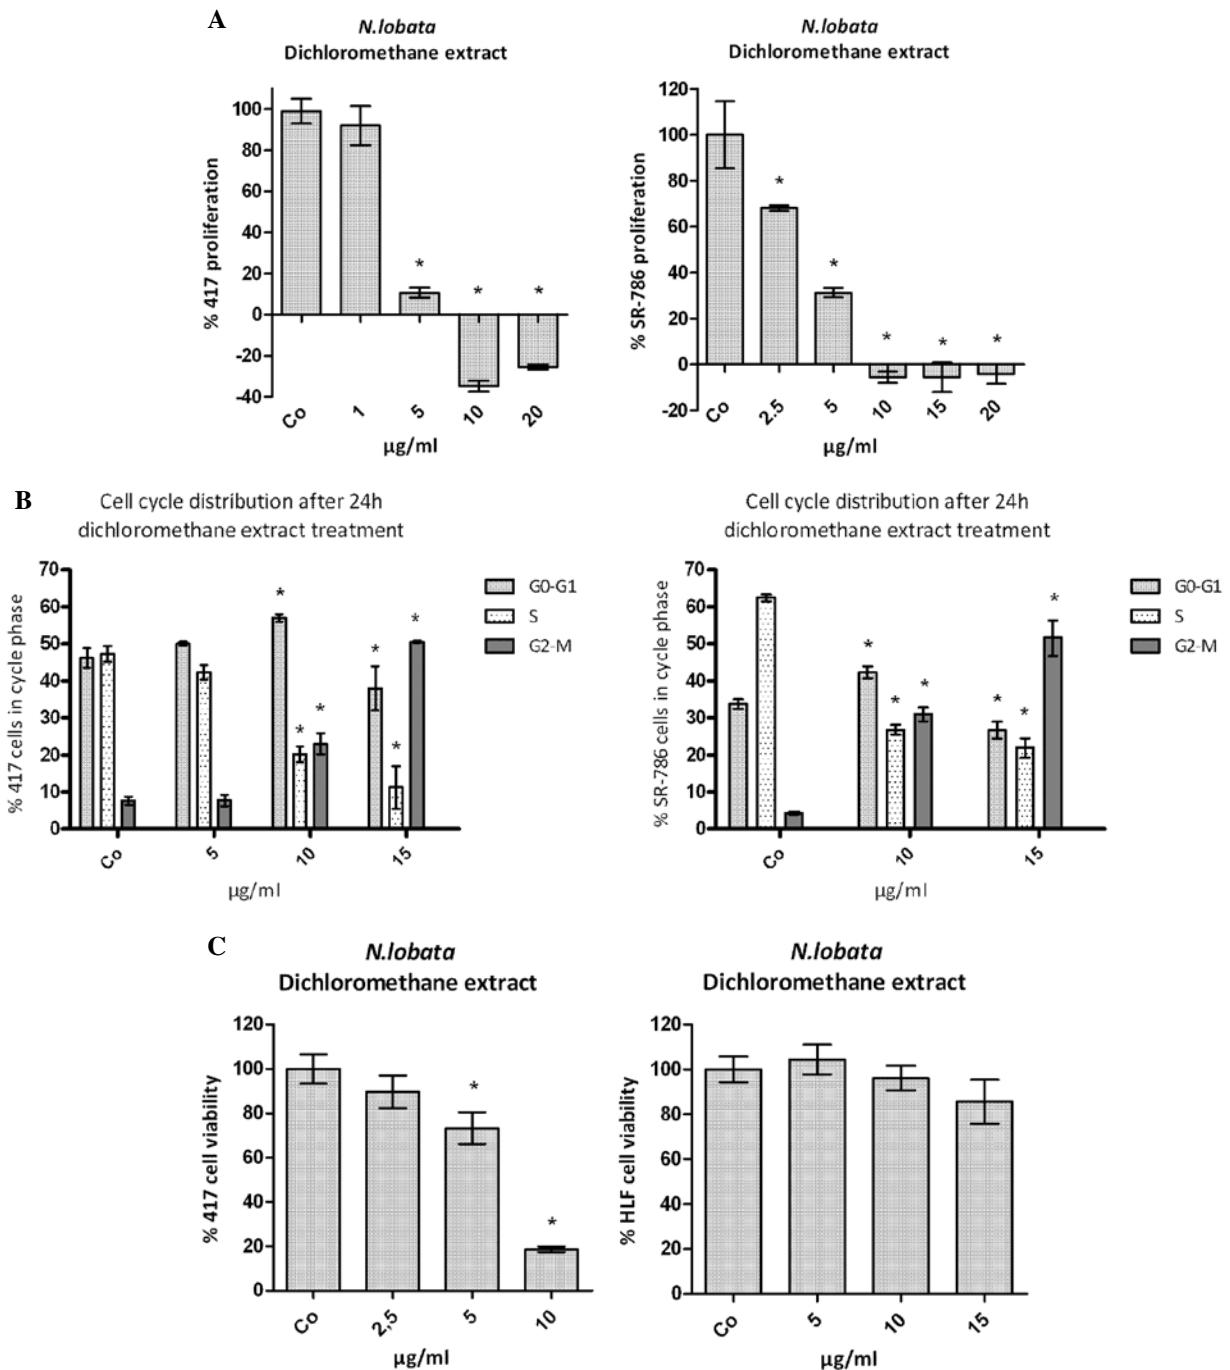 A
N.lobata
Dichloromethane extract
% 417 proliferation
100
80
60
40
20
0
-20
-40
Co
1
5
10
20
*
*
*
µg/ml
N.lobata
Dichloromethane extract
% SR-786 proliferation
120
100
80
60
40
20
0
-20
Co
2.5
5
10
15
20
*
*
*
*
*
µg/ml
B
Cell cycle distribution after 24h
dichloromethane extract treatment
% 417 cells in cycle phase
70
60
50
40
30
20
10
0
Co
5
10
15
*
*
*
*
*
*
µg/ml
G0-G1
S
G2-M
Cell cycle distribution after 24h
dichloromethane extract treatment
% SR-786 cells in cycle phase
70
60
50
40
30
20
10
0
Co
10
15
*
*
*
*
*
*
µg/ml
G0-G1
S
G2-M
C
N.lobata
Dichloromethane extract
% 417 cell viability
120
100
80
60
40
20
0
Co
2,5
5
10
*
*
µg/ml
N.lobata
Dichloromethane extract
% HLF cell viability
120
100
80
60
40
20
0
Co
5
10
15
µg/ml